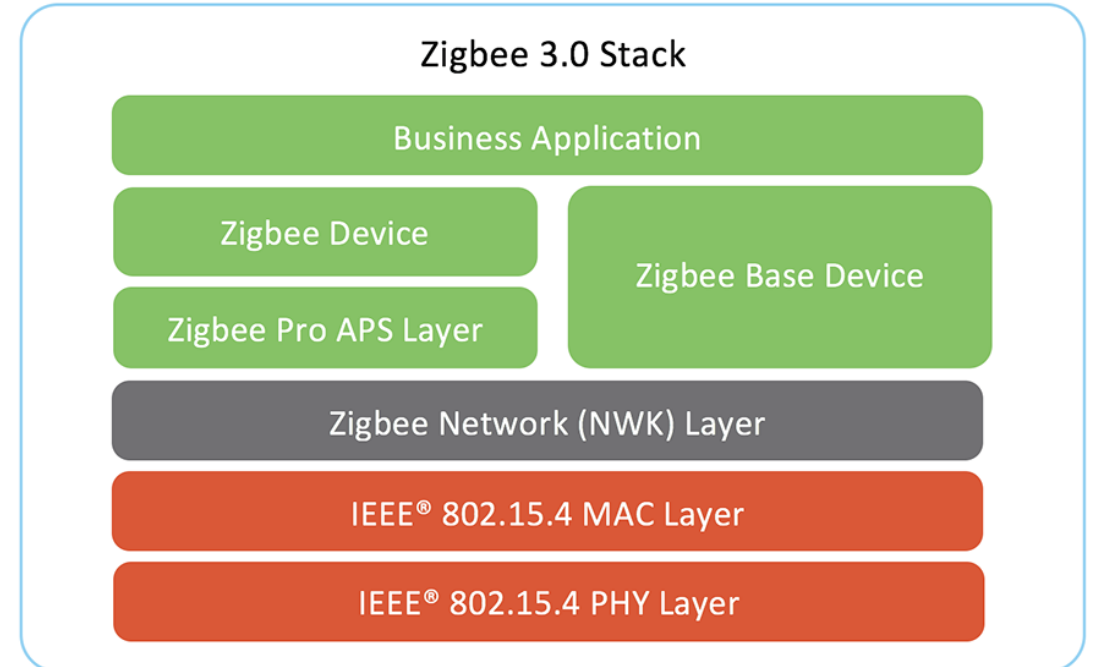 Zigbee 3.0 Stack
Business Application
Zigbee Device
Zigbee Base Device
Zigbee Pro APS Layer
Zigbee Network (NWK) Layer
IEEE® 802.15.4 MAC Layer
IEEE® 802.15.4 PHY Layer